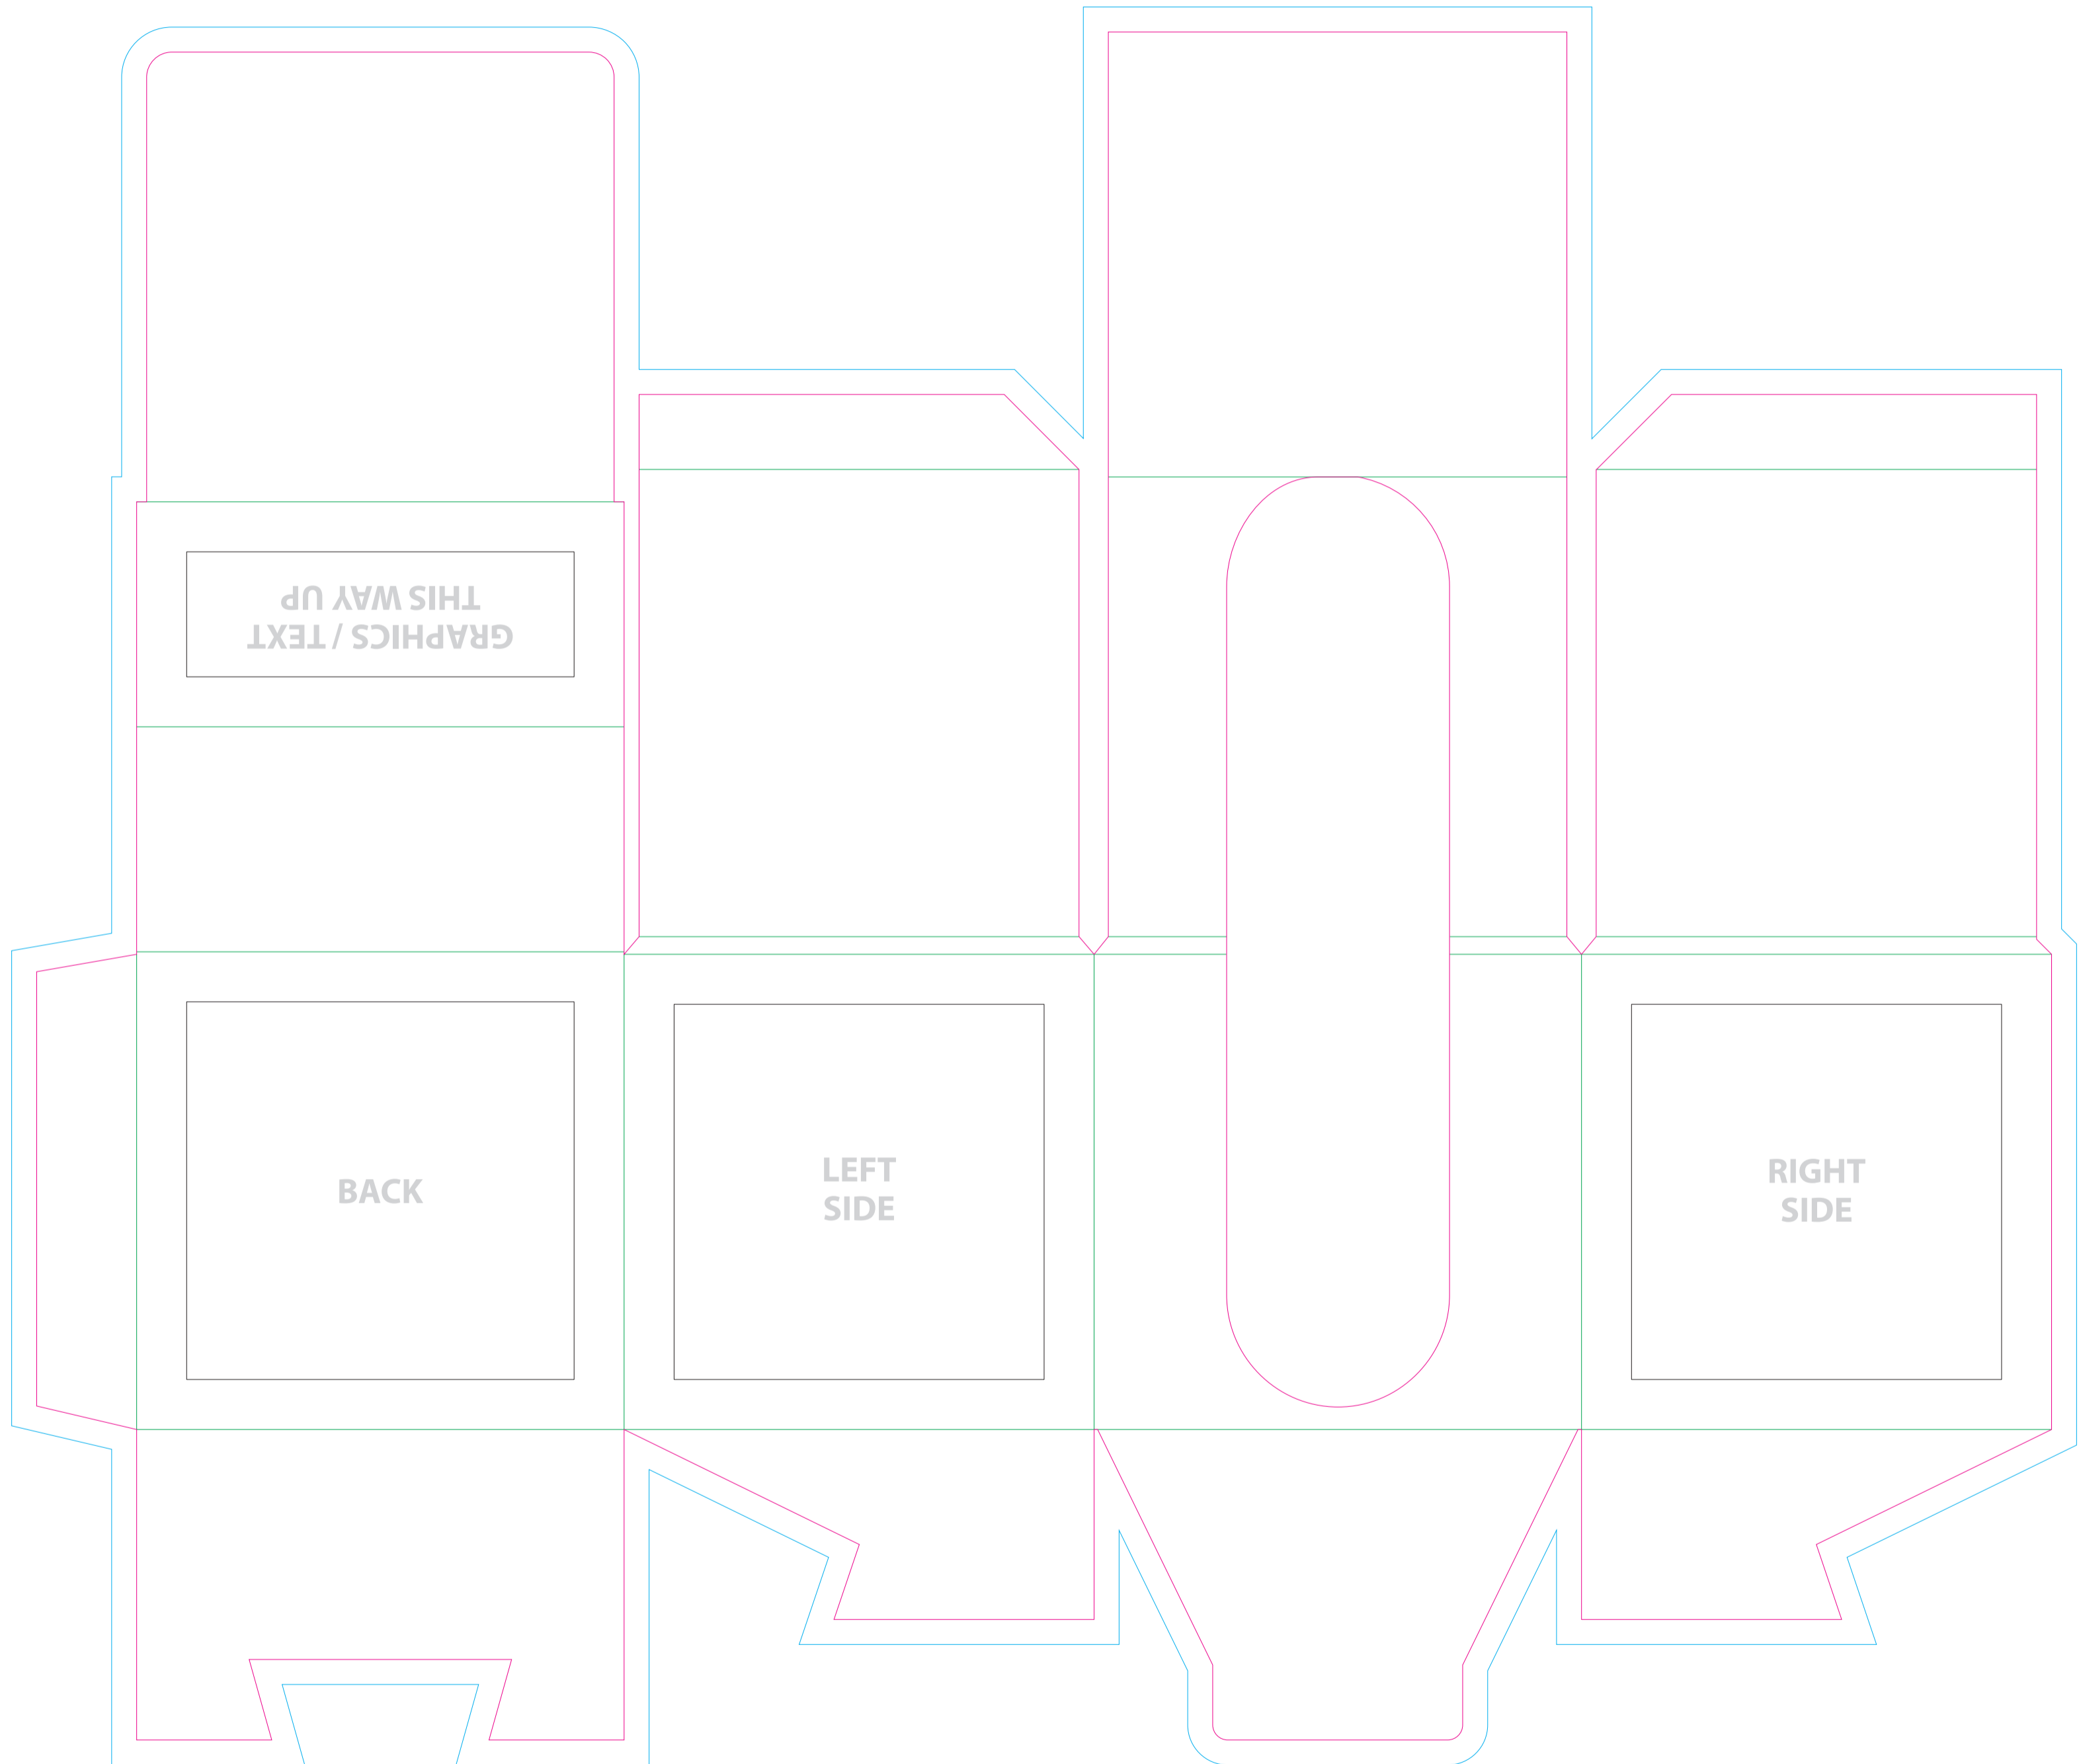 GRAPHICS / TEXT
THIS WAY UP
BACK
LEFT
SIDE
RIGHT
SIDE